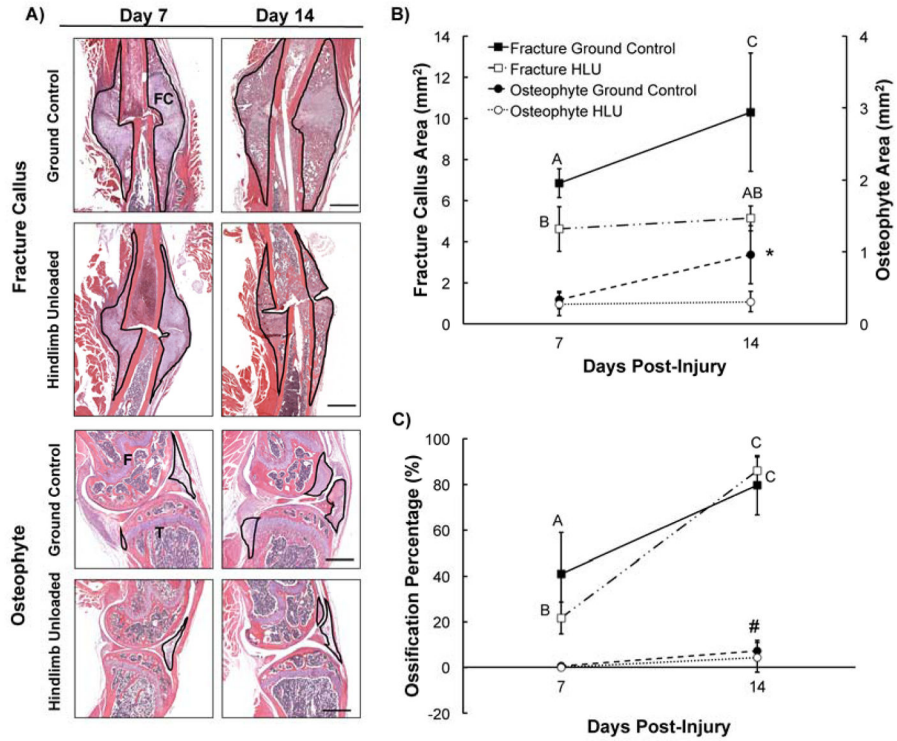 A)
Day 7
Day 14
Fracture Callus
Ground Control
FC
Hindlimb Unloaded
Osteophyte
Ground Control
F
T
Hindlimb Unloaded
B)
Fracture Callus Area (mm²)
14
12
10
8
6
4
2
0
Fracture Ground Control
Fracture HLU
Osteophyte Ground Control
Osteophyte HLU
A
B
C
AB
*
4
3
2
1
0
Osteophyte Area (mm²)
7
14
Days Post-Injury
C)
Ossification Percentage (%)
100
80
60
40
20
0
-20
A
B
C
C
#
7
14
Days Post-Injury